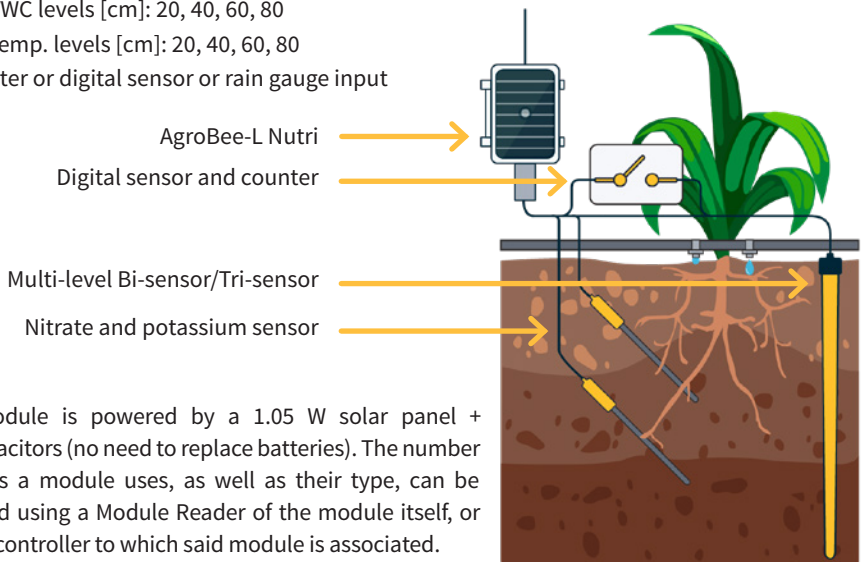 WC levels [cm]: 20, 40, 60, 80
emp. levels [cm]: 20, 40, 60, 80
ter or digital sensor or rain gauge input
AgroBee-L Nutri
Digital sensor and counter
Multi-level Bi-sensor/Tri-sensor
Nitrate and potassium sensor
odule is powered by a 1.05 W solar panel +
acitors (no need to replace batteries). The number
s a module uses, as well as their type, can be
d using a Module Reader of the module itself, or
controller to which said module is associated.